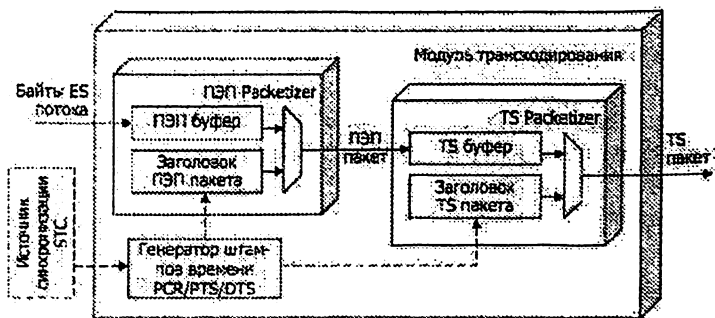 Модуль транскодирования
Байты ES
потока
ПЭП Packetizer
ПЭП буфер
Заголовок
ПЭП пакета
ПЭП
пакет
TS Packetizer
TS буфер
Заголовок
TS пакета
TS
пакет
Источник
синхронизации
STC
Генератор штам-
пов времени
PCR/PTS/DTS